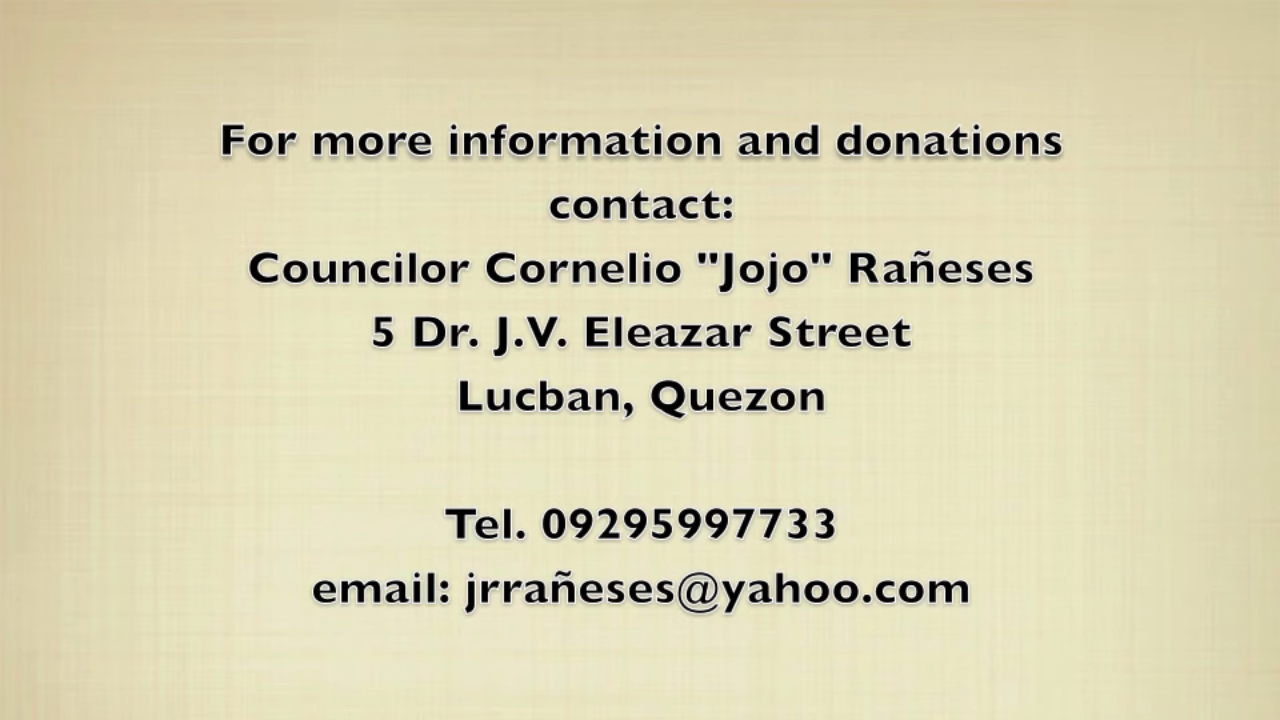 For more information and donations
contact:
Councilor Cornelio "Jojo" Rañeses
5 Dr. J.V. Eleazar Street
Lucban, Quezon
Tel. 09295997733
email: jrrañeses@yahoo.com